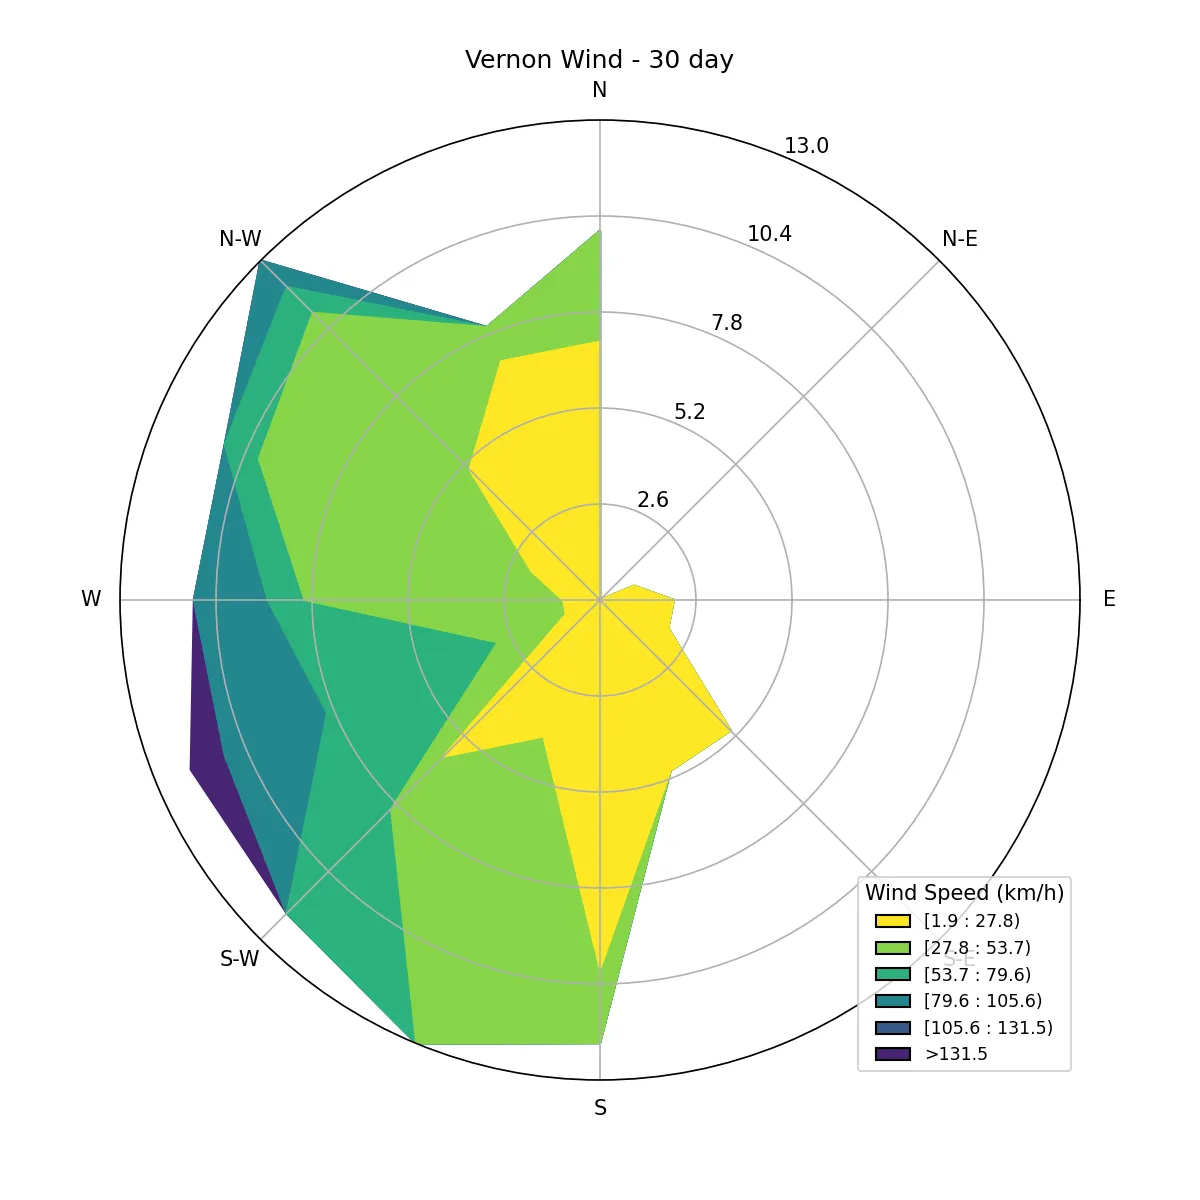 Vernon Wind - 30 day
N
13.0
N-W
10.4
N-E
7.8
5.2
2.6
W
E
Wind Speed (km/h)
[1.9 : 27.8)
[27.8 : 53.7)
S-W
S-E
[53.7 : 79.6)
[79.6 : 105.6)
[105.6 : 131.5)
>131.5
S